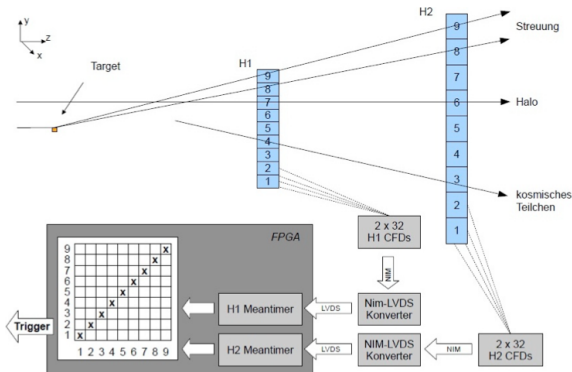 y
z
x
Target
H1
9
8
7
6
5
4
3
2
1
H2
9
8
7
6
5
4
3
2
1
Streuung
Halo
kosmisches
Teilchen
2 x 32
H1 CFDs
NIM
FPGA
9
8
7
6
5
4
3
2
1
X
X
X
X
X
X
X
X
X
1 2 3 4 5 6 7 8 9
Trigger
H1 Meantimer
LVDS
Nim-LVDS
Konverter
H2 Meantimer
LVDS
NIM-LVDS
Konverter
NIM
2 x 32
H2 CFDs